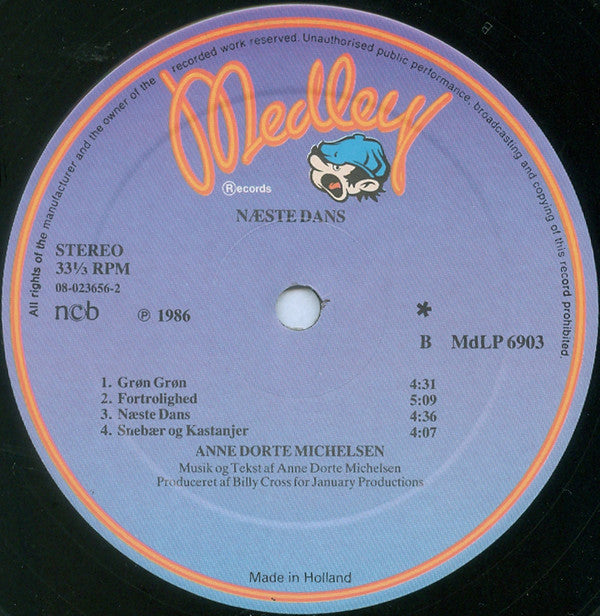 All rights of the manufacturer and the owner of the recorded work reserved. Unauthorised public performance, broadcasting and copying of this record prohibited.
Medley
Ⓡecords
NÆSTE DANS
STEREO
33⅓ RPM
08-023656-2
ncb ℗ 1986
*
B MdLP 6903
1. Grøn Grøn 4:31
2. Fortrolighed 5:09
3. Næste Dans 4:36
4. Snebær og Kastanjer 4:07
ANNE DORTE MICHELSEN
Musik og Tekst af Anne Dorte Michelsen
Produceret af Billy Cross for January Productions
Made in Holland